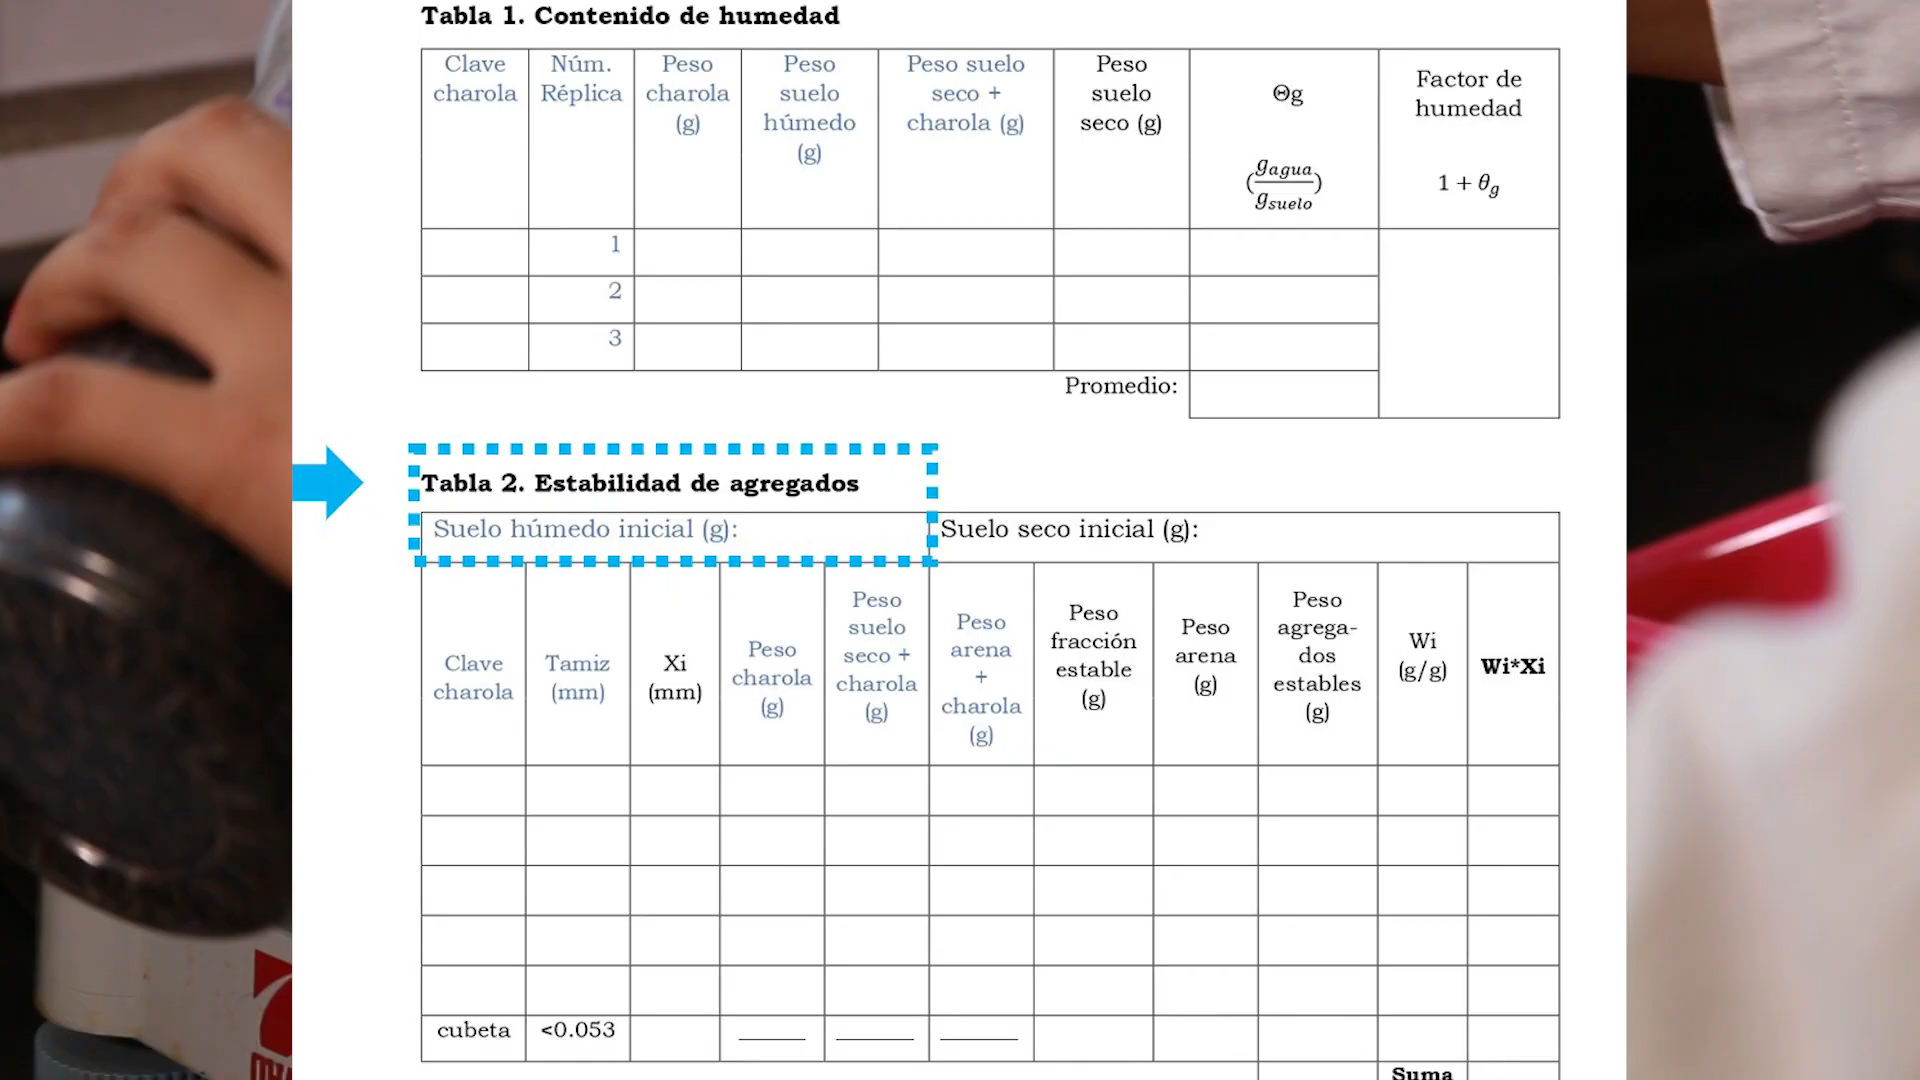 Tabla 1. Contenido de humedad
Clave charola
Núm. Réplica
Peso charola (g)
Peso suelo húmedo (g)
Peso suelo seco + charola (g)
Peso suelo seco (g)
Θg (g_agua/g_suelo)
Factor de humedad 1 + θg
1
2
3
Promedio:
Tabla 2. Estabilidad de agregados
Suelo húmedo inicial (g):
Suelo seco inicial (g):
Clave charola
Tamiz (mm)
Xi (mm)
Peso charola (g)
Peso suelo seco + charola (g)
Peso arena + charola (g)
Peso fracción estable (g)
Peso arena (g)
Peso agrega-dos estables (g)
Wi (g/g)
Wi*Xi
cubeta <0.053
Suma